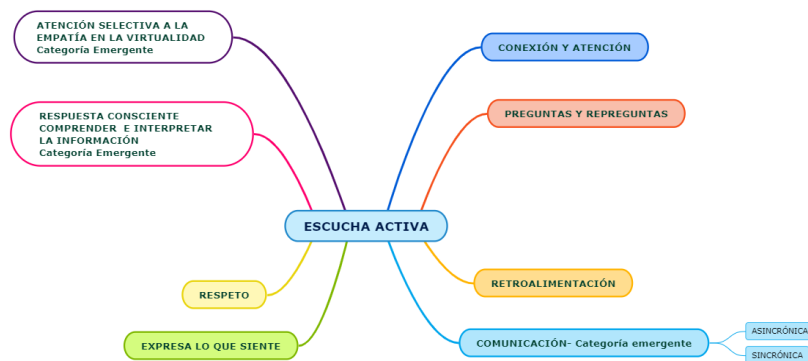 ATENCIÓN SELECTIVA A LA
EMPATÍA EN LA VIRTUALIDAD
Categoría Emergente
RESPUESTA CONSCIENTE
COMPRENDER E INTERPRETAR
LA INFORMACIÓN
Categoría Emergente
ESCUCHA ACTIVA
RESPETO
EXPRESA LO QUE SIENTE
CONEXIÓN Y ATENCIÓN
PREGUNTAS Y REPREGUNTAS
RETROALIMENTACIÓN
COMUNICACIÓN- Categoría emergente
ASINCRÓNICA
SINCRÓNICA